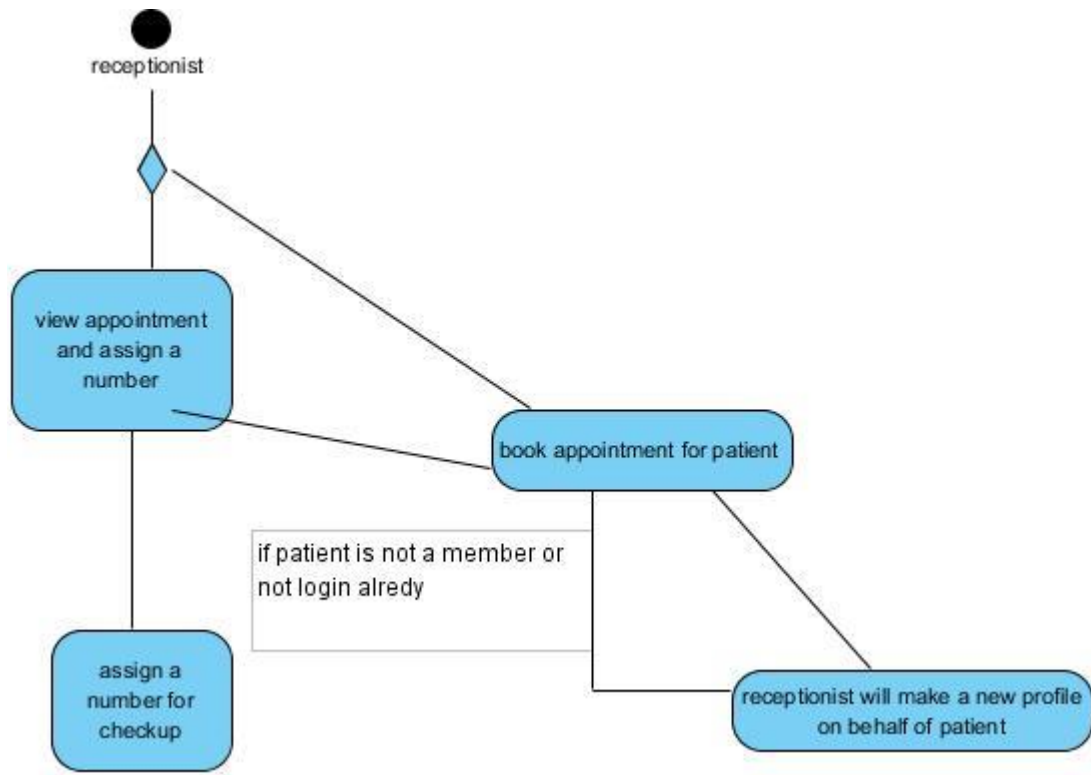 receptionist
view appointment
and assign a
number
book appointment for patient
if patient is not a member or
not login alredy
assign a
number for
checkup
receptionist will make a new profile
on behalf of patient